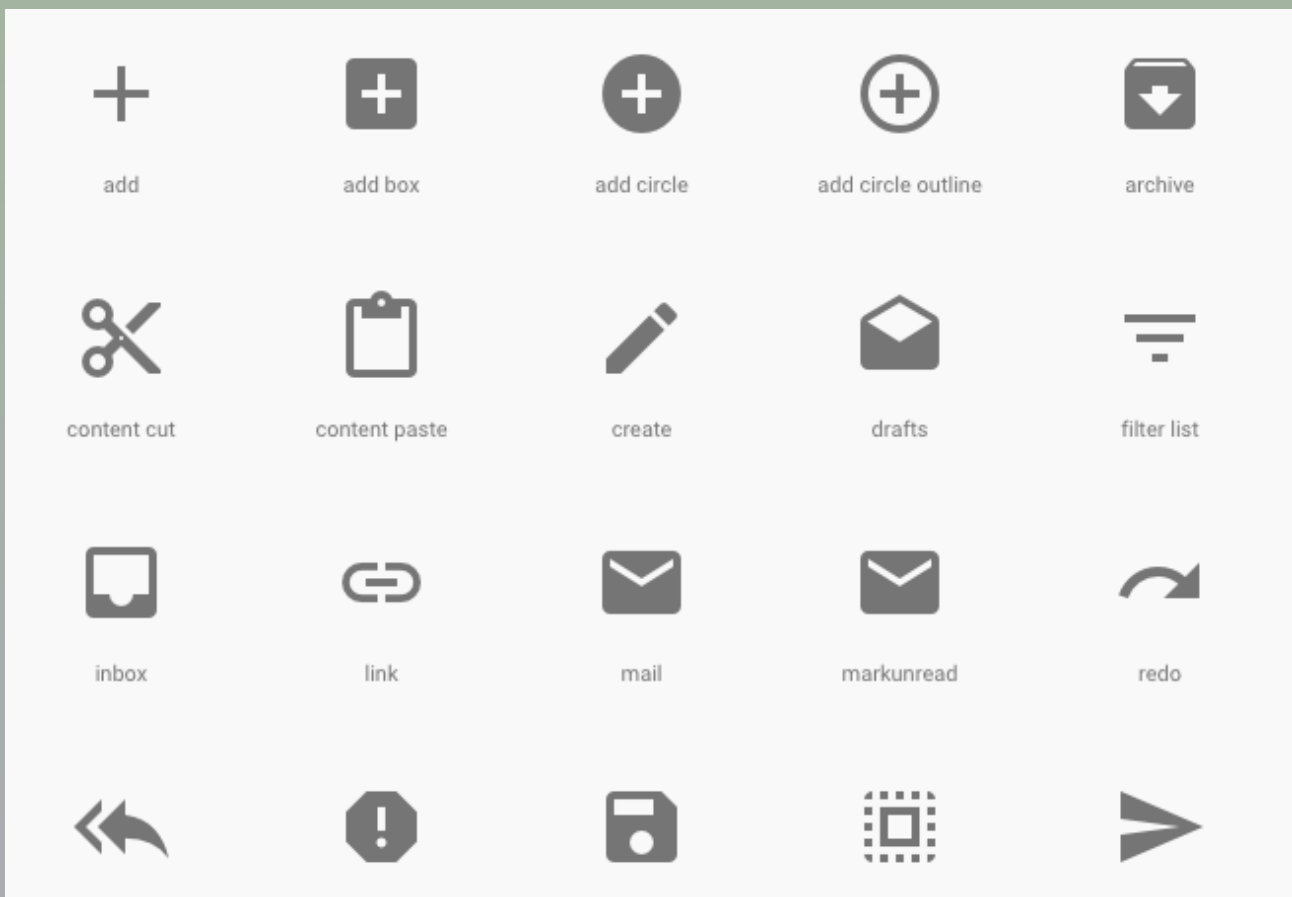 add
add box
add circle
add circle outline
archive
content cut
content paste
create
drafts
filter list
inbox
link
mail
markunread
redo